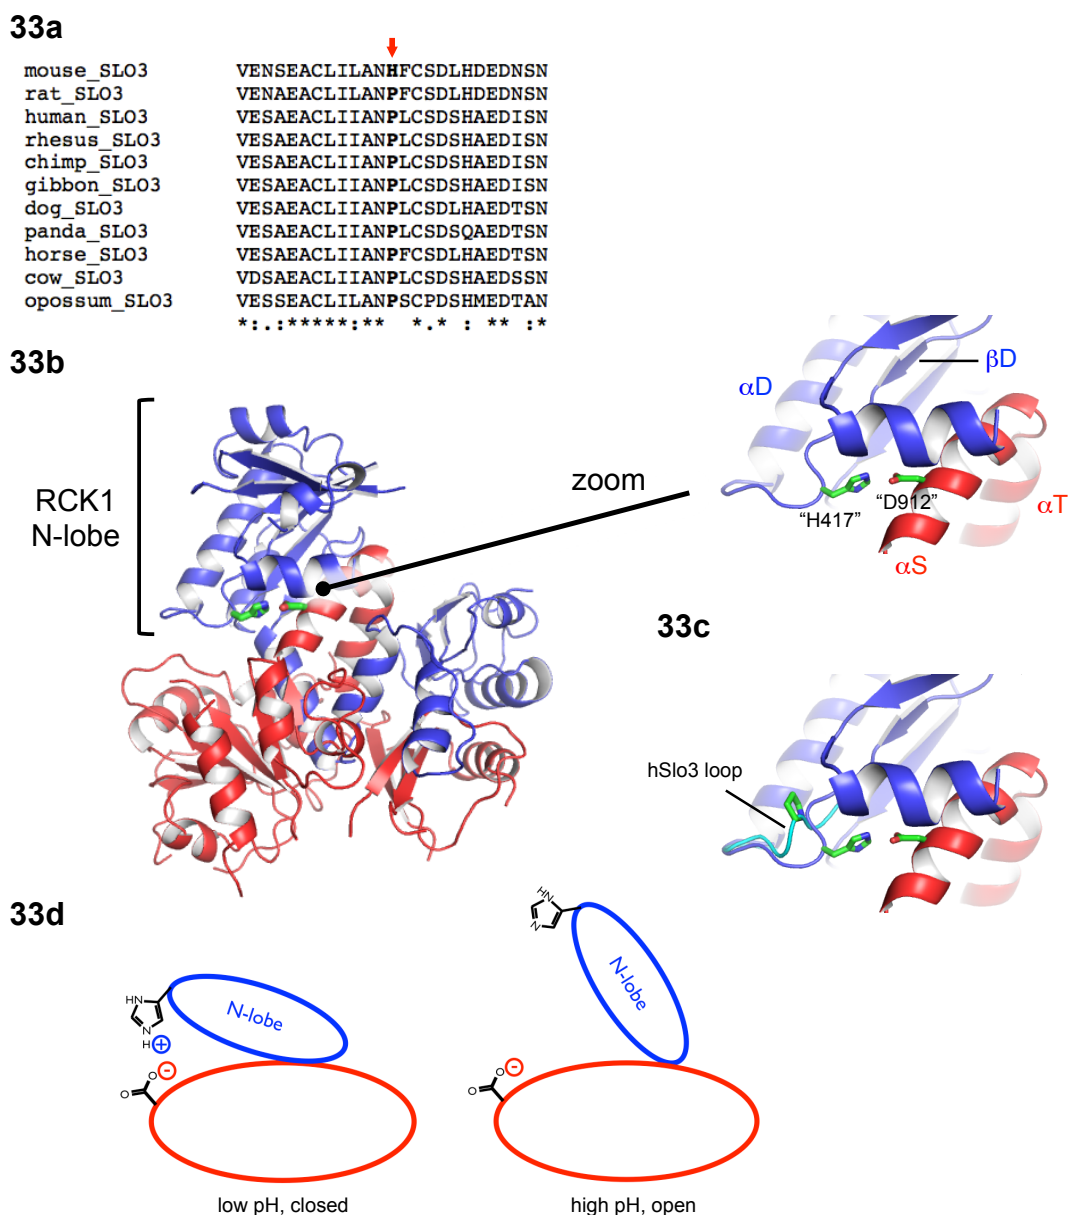 33a
mouse_SLO3 VENSEACLILANHFCSDLHDEDNSN
rat_SLO3 VENAEACLILANPFCSDLHDEDNSN
human_SLO3 VESAEACLIIANPLCSDSHAEDISN
rhesus_SLO3 VESAEACLIIANPLCSDSHAEDISN
chimp_SLO3 VESAEACLIIANPLCSDSHAEDISN
gibbon_SLO3 VESAEACLIIANPLCSDSHAEDISN
dog_SLO3 VESAEACLIIANPLCSDLHAEDTSN
panda_SLO3 VESAEACLIIANPLCSDSQAEDTSN
horse_SLO3 VESAEACLIIANPFCSDLHAEDTSN
cow_SLO3 VDSAEACLIIANPLCSDSHAEDSSN
opossum_SLO3 VESSEACLILANPSCPDSHMEDTAN
*:.:*****:**  *.* : ** :*
33b
RCK1
N-lobe
zoom
αD
βD
"H417"
"D912"
αT
αS
33c
hSlo3 loop
33d
HN
N
H
+
N-lobe
O
O
-
low pH, closed
HN
N
N-lobe
O
O
-
high pH, open